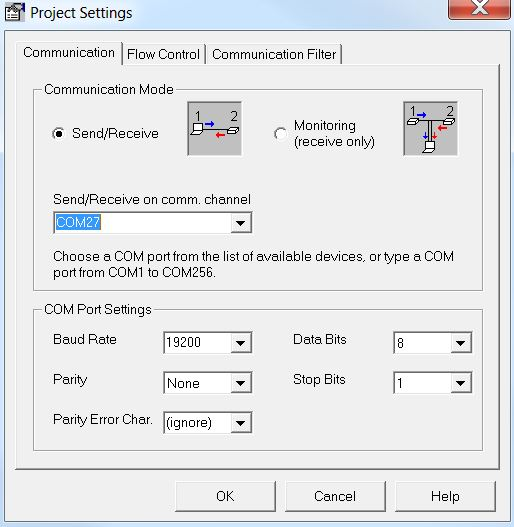 Project Settings
Communication Flow Control Communication Filter
Communication Mode
1 2
Send/Receive
1 2
Monitoring
(receive only)
Send/Receive on comm. channel
COM27
Choose a COM port from the list of available devices, or type a COM
port from COM1 to COM256.
COM Port Settings
Baud Rate 19200 Data Bits 8
Parity None Stop Bits 1
Parity Error Char. (ignore)
OK Cancel Help